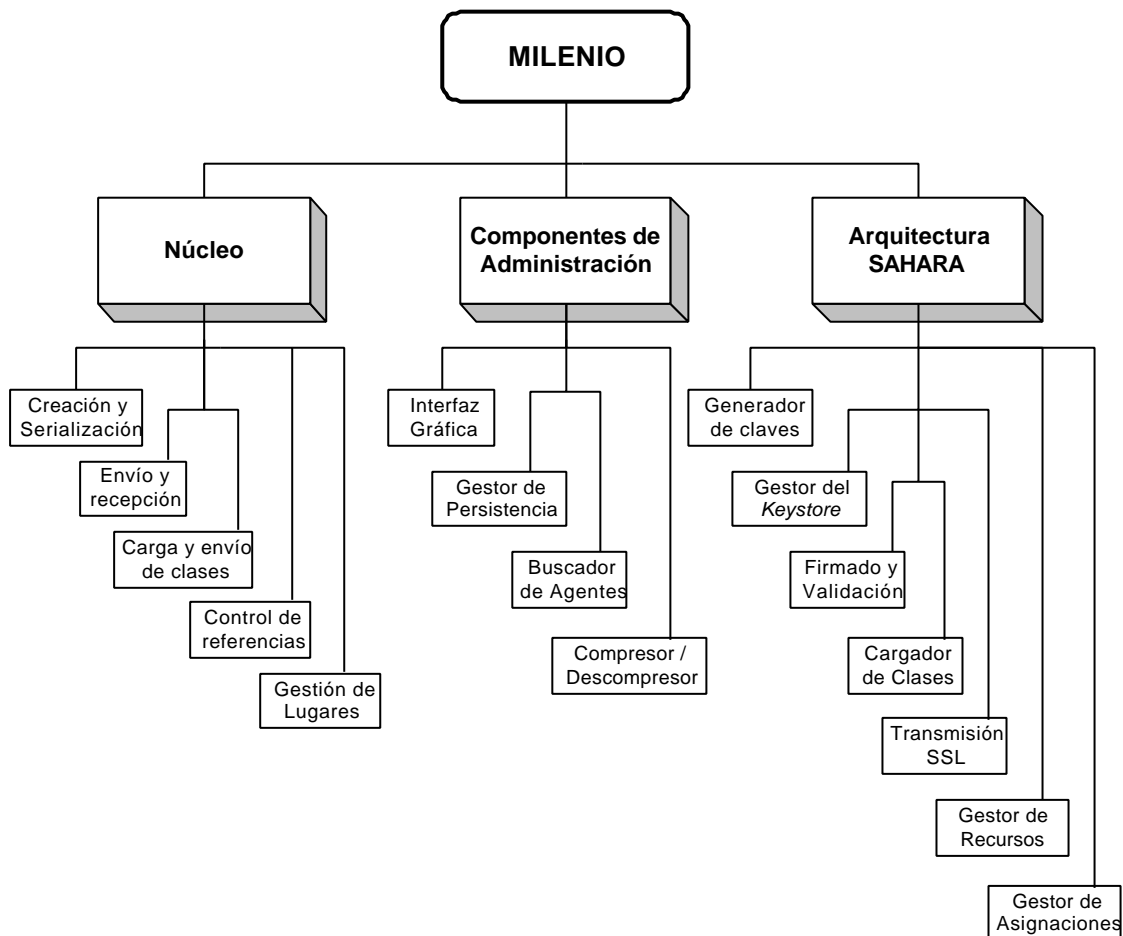 MILENIO
Núcleo
Componentes de
Administración
Arquitectura
SAHARA
Creación y
Serialización
Envío y
recepción
Carga y envío
de clases
Control de
referencias
Gestión de
Lugares
Interfaz
Gráfica
Gestor de
Persistencia
Buscador
de Agentes
Compresor /
Descompresor
Generador
de claves
Gestor del
Keystore
Firmado y
Validación
Cargador
de Clases
Transmisión
SSL
Gestor de
Recursos
Gestor de
Asignaciones